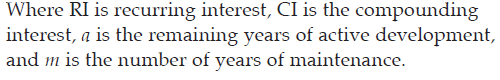 Where RI is recurring interest, CI is the compounding
interest, a is the remaining years of active development,
and m is the number of years of maintenance.